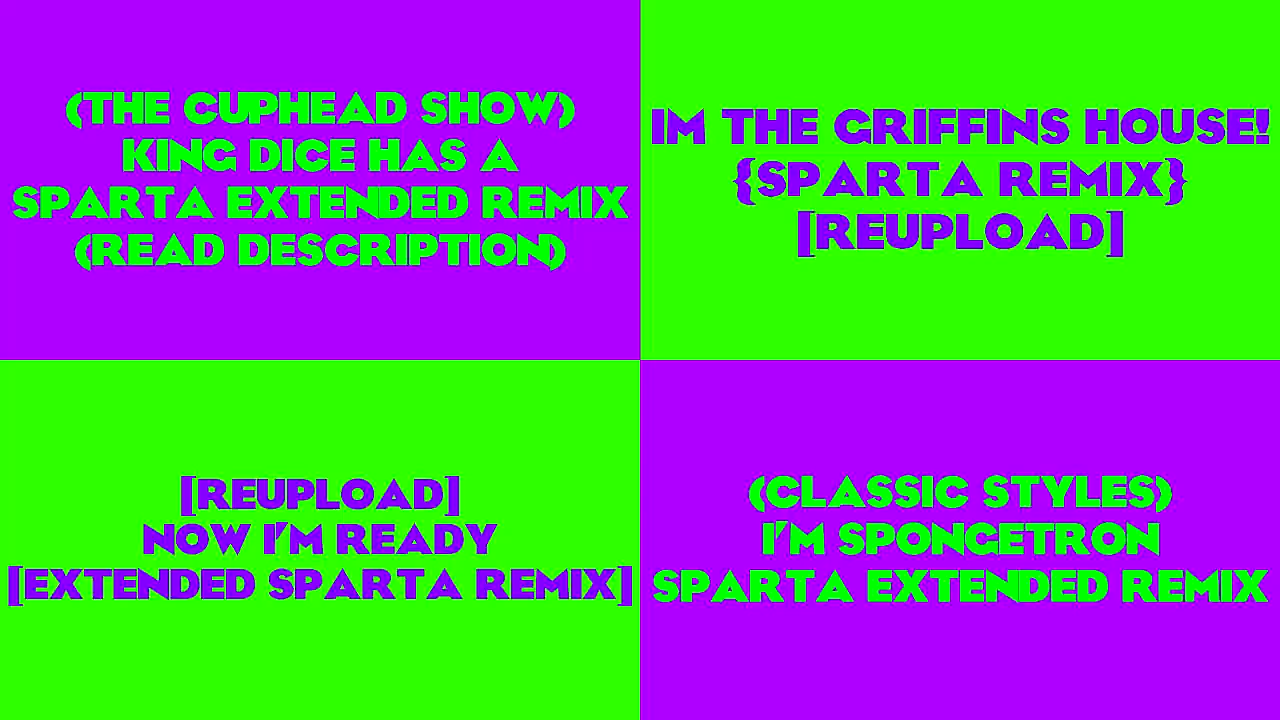 (THE CUPHEAD SHOW)
KING DICE HAS A
SPARTA EXTENDED REMIX
(READ DESCRIPTION)
IM THE GRIFFINS HOUSE!
{SPARTA REMIX}
[REUPLOAD]
[REUPLOAD]
NOW I'M READY
[EXTENDED SPARTA REMIX]
(CLASSIC STYLES)
I'M SPONGETRON
SPARTA EXTENDED REMIX